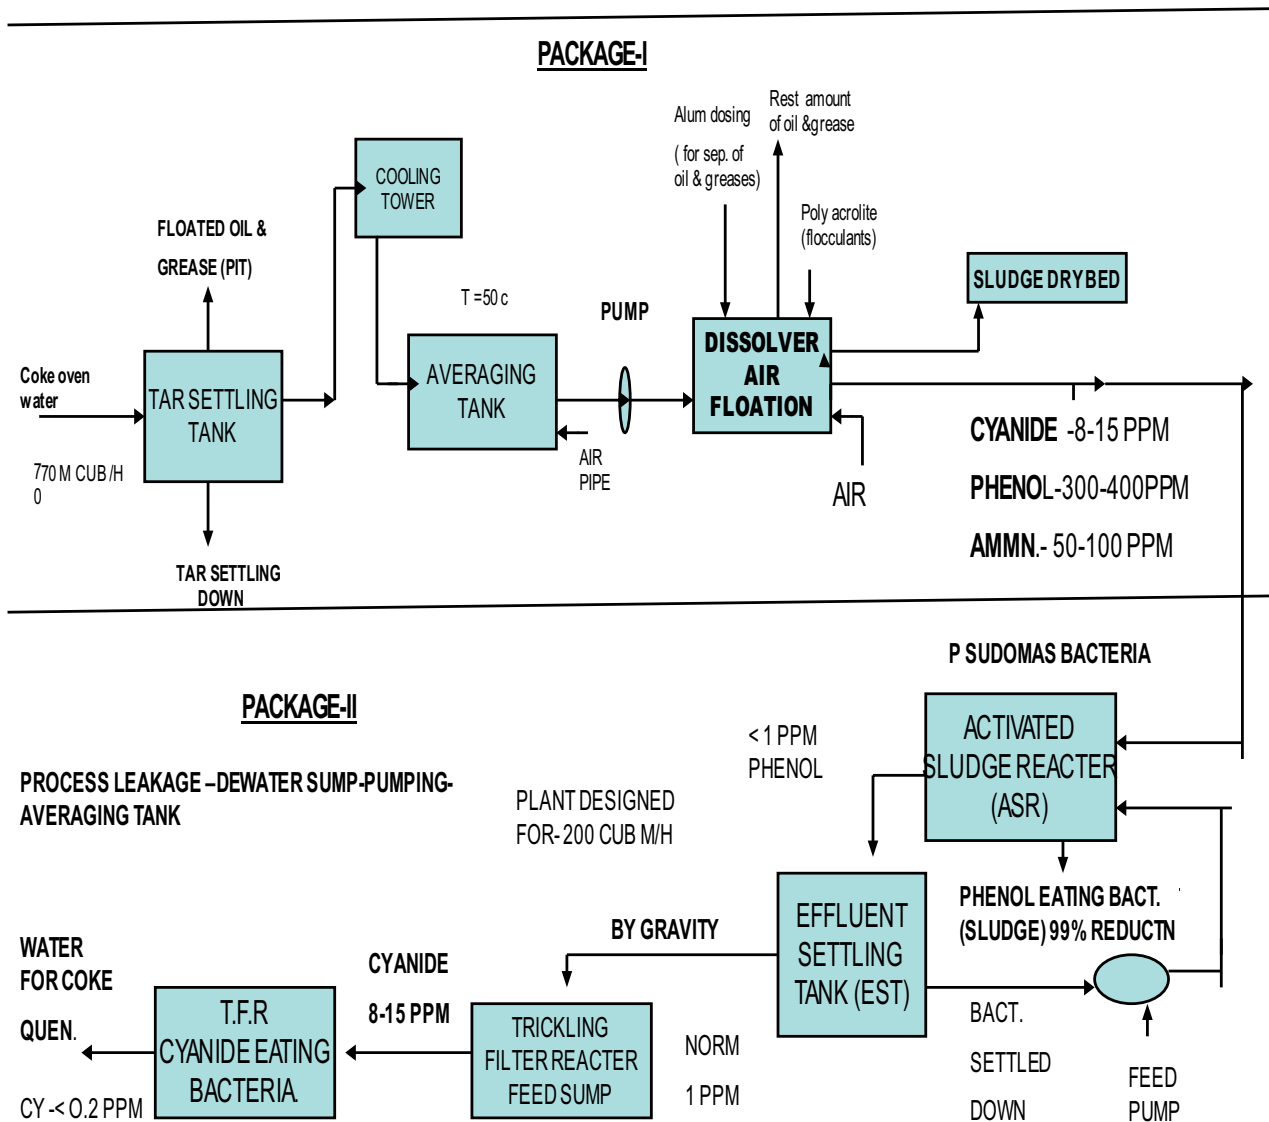 PACKAGE-I
Alum dosing
( for sep. of
oil & greases)
Rest amount
of oil &grease
Poly acrolite
(flocculants)
COOLING
TOWER
FLOATED OIL &
GREASE (PIT)
T =50 c
PUMP
SLUDGE DRY BED
Coke oven
water
TAR SETTLING
TANK
AVERAGING
TANK
DISSOLVER
AIR
FLOATION
770 M CUB /H
0
AIR
PIPE
AIR
CYANIDE -8-15 PPM
PHENOL-300-400PPM
AMMN.- 50-100 PPM
TAR SETTLING
DOWN
PACKAGE-II
P SUDOMAS BACTERIA
< 1 PPM
PHENOL
ACTIVATED
SLUDGE REACTER
(ASR)
PROCESS LEAKAGE –DEWATER SUMP-PUMPING-
AVERAGING TANK
PLANT DESIGNED
FOR- 200 CUB M/H
PHENOL EATING BACT.
(SLUDGE) 99% REDUCTN
EFFLUENT
SETTLING
TANK (EST)
BY GRAVITY
WATER
FOR COKE
QUEN.
CY -< O.2 PPM
CYANIDE
8-15 PPM
T.F.R
CYANIDE EATING
BACTERIA.
TRICKLING
FILTER REACTER
FEED SUMP
NORM
1 PPM
BACT.
SETTLED
DOWN
FEED
PUMP